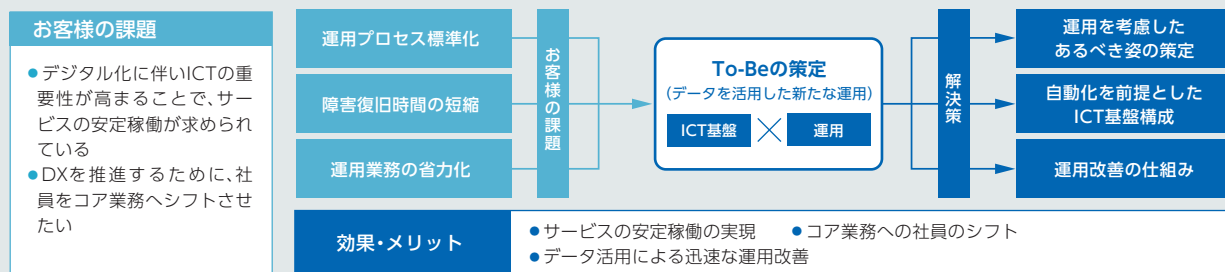 お客様の課題
●デジタル化に伴いICTの重
要性が高まることで、サー
ビスの安定稼働が求められ
ている
●DXを推進するために、社
員をコア業務へシフトさせ
たい
運用プロセス標準化
障害復旧時間の短縮
運用業務の省力化
お客様の課題
To-Beの策定
(データを活用した新たな運用)
ICT基盤
運用
解決策
運用を考慮した
あるべき姿の策定
自動化を前提とした
ICT基盤構成
運用改善の仕組み
効果・メリット
●サービスの安定稼働の実現 ●コア業務への社員のシフト
●データ活用による迅速な運用改善